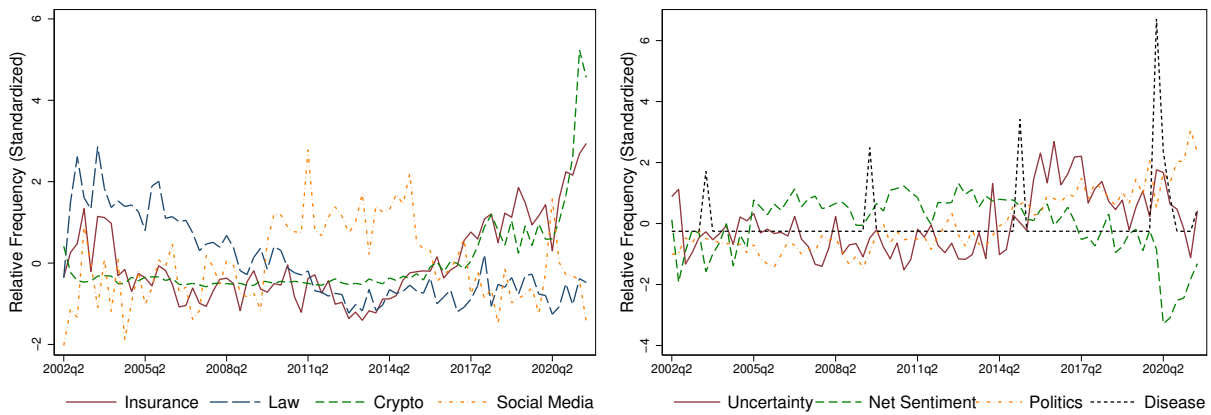 Relative Frequency (Standardized)
6
4
2
0
-2
2002q2 2005q2 2008q2 2011q2 2014q2 2017q2 2020q2
Insurance Law Crypto Social Media
Relative Frequency (Standardized)
6
4
2
0
-2
-4
2002q2 2005q2 2008q2 2011q2 2014q2 2017q2 2020q2
Uncertainty Net Sentiment Politics Disease